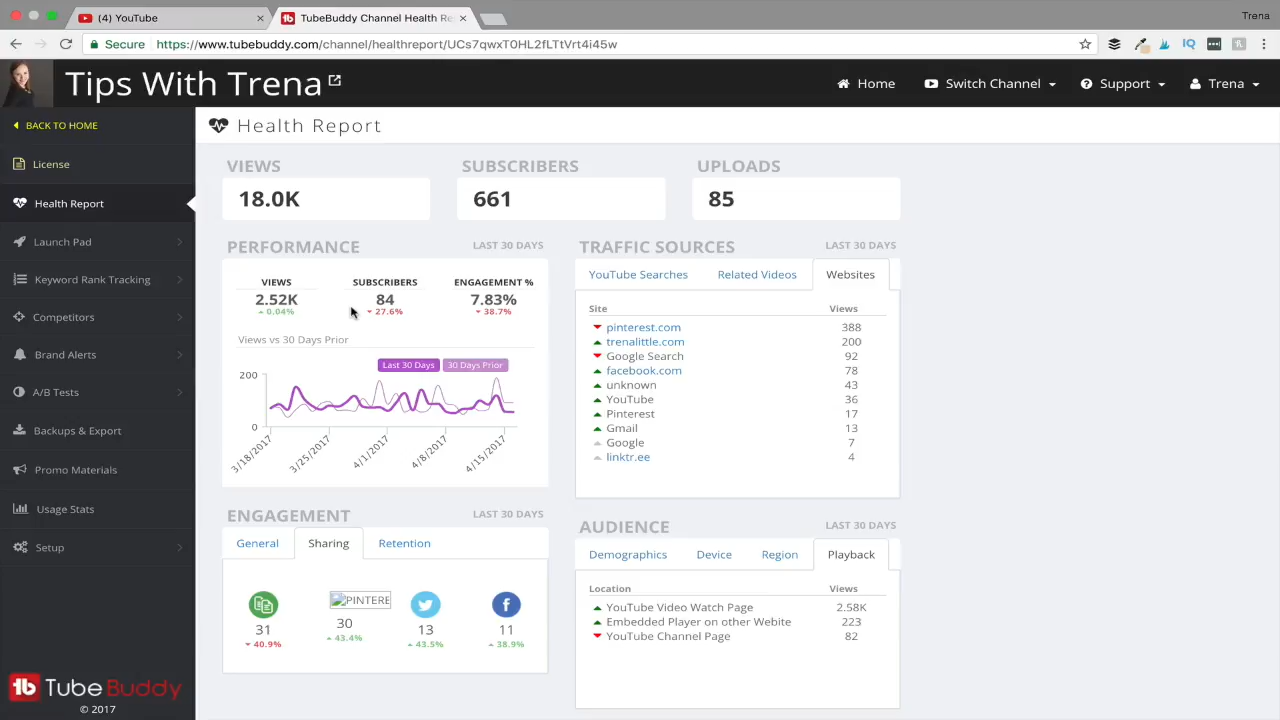 (4) YouTube
TubeBuddy Channel Health Re
Trena
Secure https://www.tubebuddy.com/channel/healthreport/UCs7qwxT0HL2fLTtVrt4i45w
IQ
Tips With Trena
Home
Switch Channel
Support
Trena
BACK TO HOME
License
Health Report
Launch Pad
Keyword Rank Tracking
Competitors
Brand Alerts
A/B Tests
Backups & Export
Promo Materials
Usage Stats
Setup
TubeBuddy
© 2017
Health Report
VIEWS
18.0K
SUBSCRIBERS
661
UPLOADS
85
PERFORMANCE LAST 30 DAYS
VIEWS SUBSCRIBERS ENGAGEMENT %
2.52K 84 7.83%
0.04% 27.6% 38.7%
Views vs 30 Days Prior
Last 30 Days 30 Days Prior
200
0
3/18/2017 3/25/2017 4/1/2017 4/8/2017 4/15/2017
TRAFFIC SOURCES LAST 30 DAYS
YouTube Searches Related Videos Websites
Site Views
pinterest.com 388
trenalittle.com 200
Google Search 92
facebook.com 78
unknown 43
YouTube 36
Pinterest 17
Gmail 13
Google 7
linktr.ee 4
ENGAGEMENT LAST 30 DAYS
General Sharing Retention
PINTERE
31 30 13 11
40.9% 43.4% 43.5% 38.9%
AUDIENCE LAST 30 DAYS
Demographics Device Region Playback
Location Views
YouTube Video Watch Page 2.58K
Embedded Player on other Webite 223
YouTube Channel Page 82